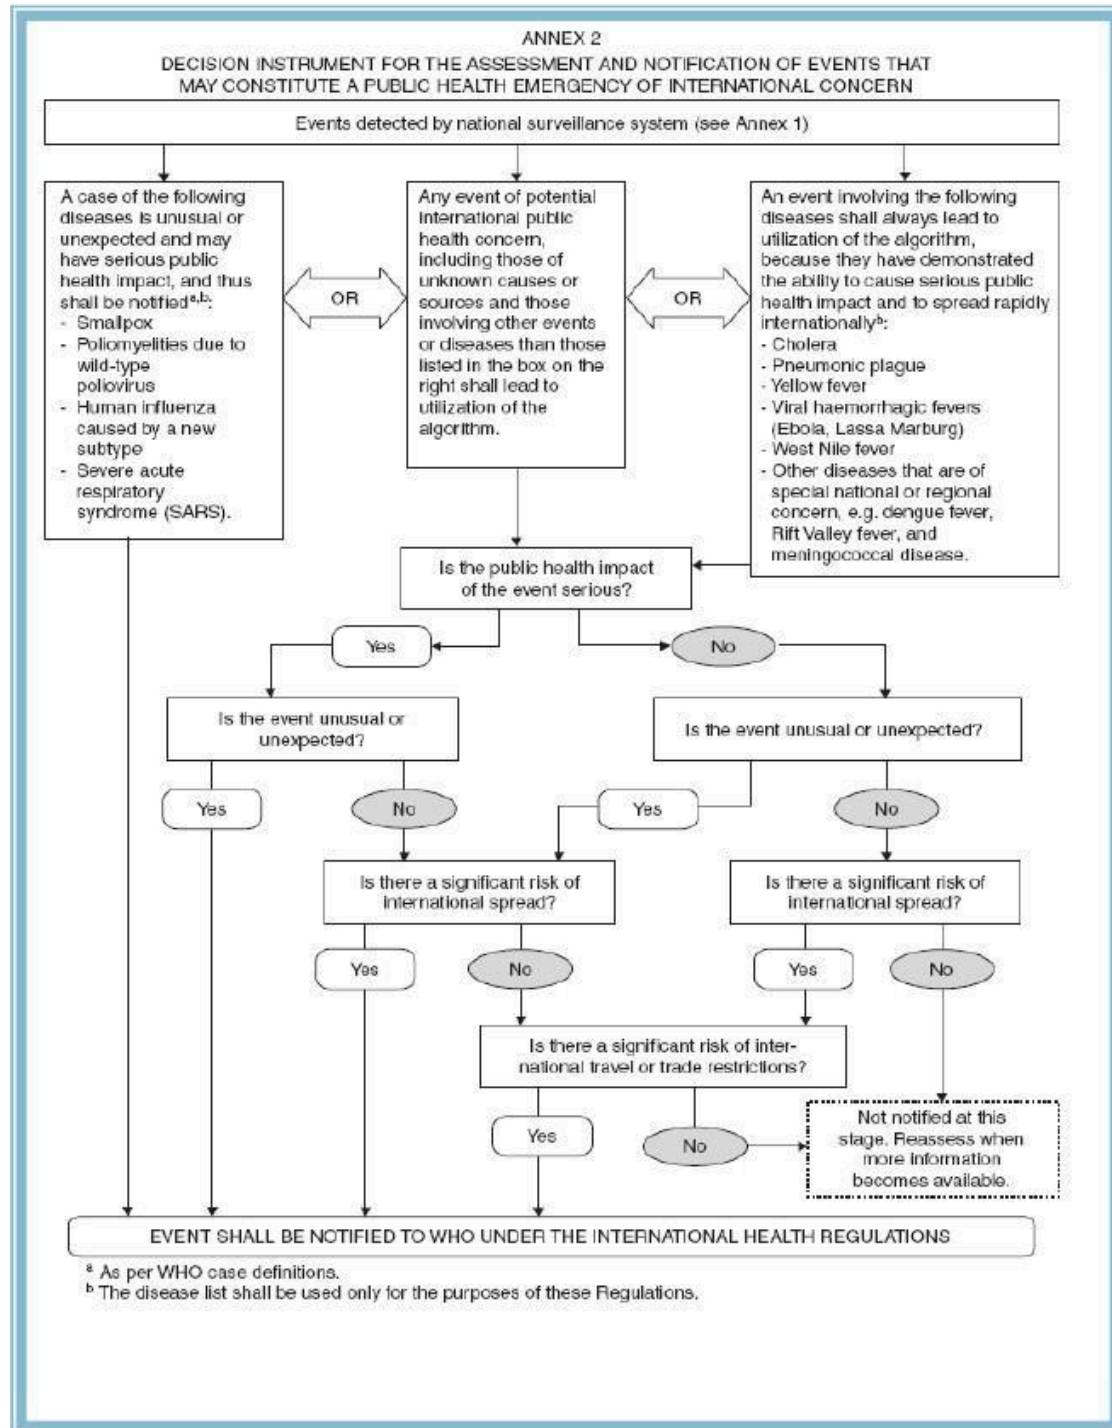 ANNEX 2
DECISION INSTRUMENT FOR THE ASSESSMENT AND NOTIFICATION OF EVENTS THAT
MAY CONSTITUTE A PUBLIC HEALTH EMERGENCY OF INTERNATIONAL CONCERN
Events detected by national surveillance system (see Annex 1)
A case of the following
diseases is unusual or
unexpected and may
have serious public
health impact, and thus
shall be notified^a,b:
- Smallpox
- Poliomyelities due to
wild-type
poliovirus
- Human influenza
caused by a new
subtype
- Severe acute
respiratory
syndrome (SARS).
OR
Any event of potential
international public
health concern,
including those of
unknown causes or
sources and those
involving other events
or diseases than those
listed in the box on the
right shall lead to
utilization of the
algorithm.
OR
An event involving the following
diseases shall always lead to
utilization of the algorithm,
because they have demonstrated
the ability to cause serious public
health impact and to spread rapidly
internationally^b:
- Cholera
- Pneumonic plague
- Yellow fever
- Viral haemorrhagic fevers
(Ebola, Lassa Marburg)
- West Nile fever
- Other diseases that are of
special national or regional
concern, e.g. dengue fever,
Rift Valley fever, and
meningococcal disease.
Is the public health impact
of the event serious?
Yes
No
Is the event unusual or
unexpected?
Is the event unusual or unexpected?
Yes
No
Yes
No
Is there a significant risk of
international spread?
Is there a significant risk of
international spread?
Yes
No
Yes
No
Is there a significant risk of inter-
national travel or trade restrictions?
Yes
No
Not notified at this
stage. Reassess when
more information
becomes available.
EVENT SHALL BE NOTIFIED TO WHO UNDER THE INTERNATIONAL HEALTH REGULATIONS
^a As per WHO case definitions.
^b The disease list shall be used only for the purposes of these Regulations.